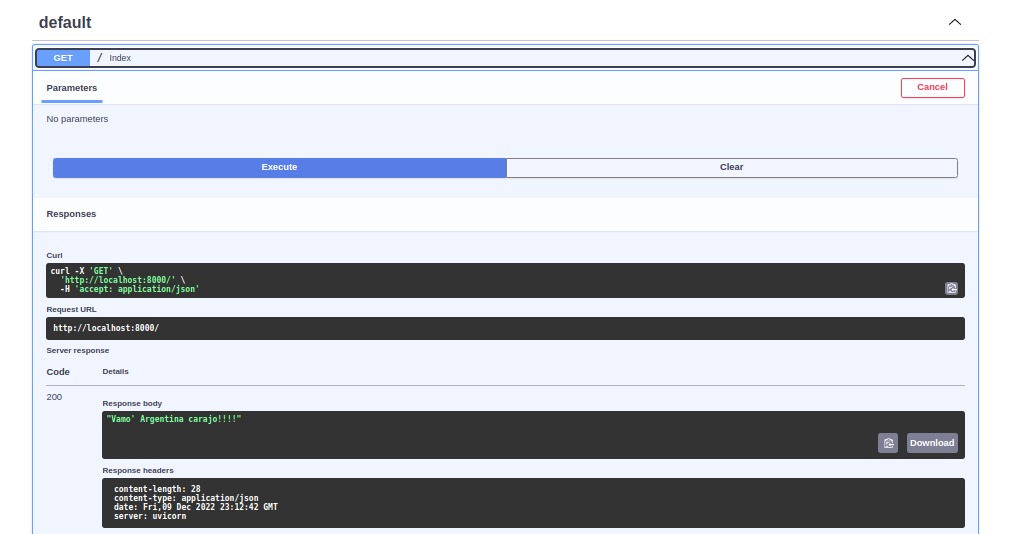 default
GET / Index
Parameters Cancel
No parameters
Execute Clear
Responses
Curl
curl -X 'GET' \
'http://localhost:8000/' \
-H 'accept: application/json'
Request URL
http://localhost:8000/
Server response
Code Details
200
Response body
"Vamo' Argentina carajo!!!!"
Download
Response headers
content-length: 28
content-type: application/json
date: Fri,09 Dec 2022 23:12:42 GMT
server: uvicorn